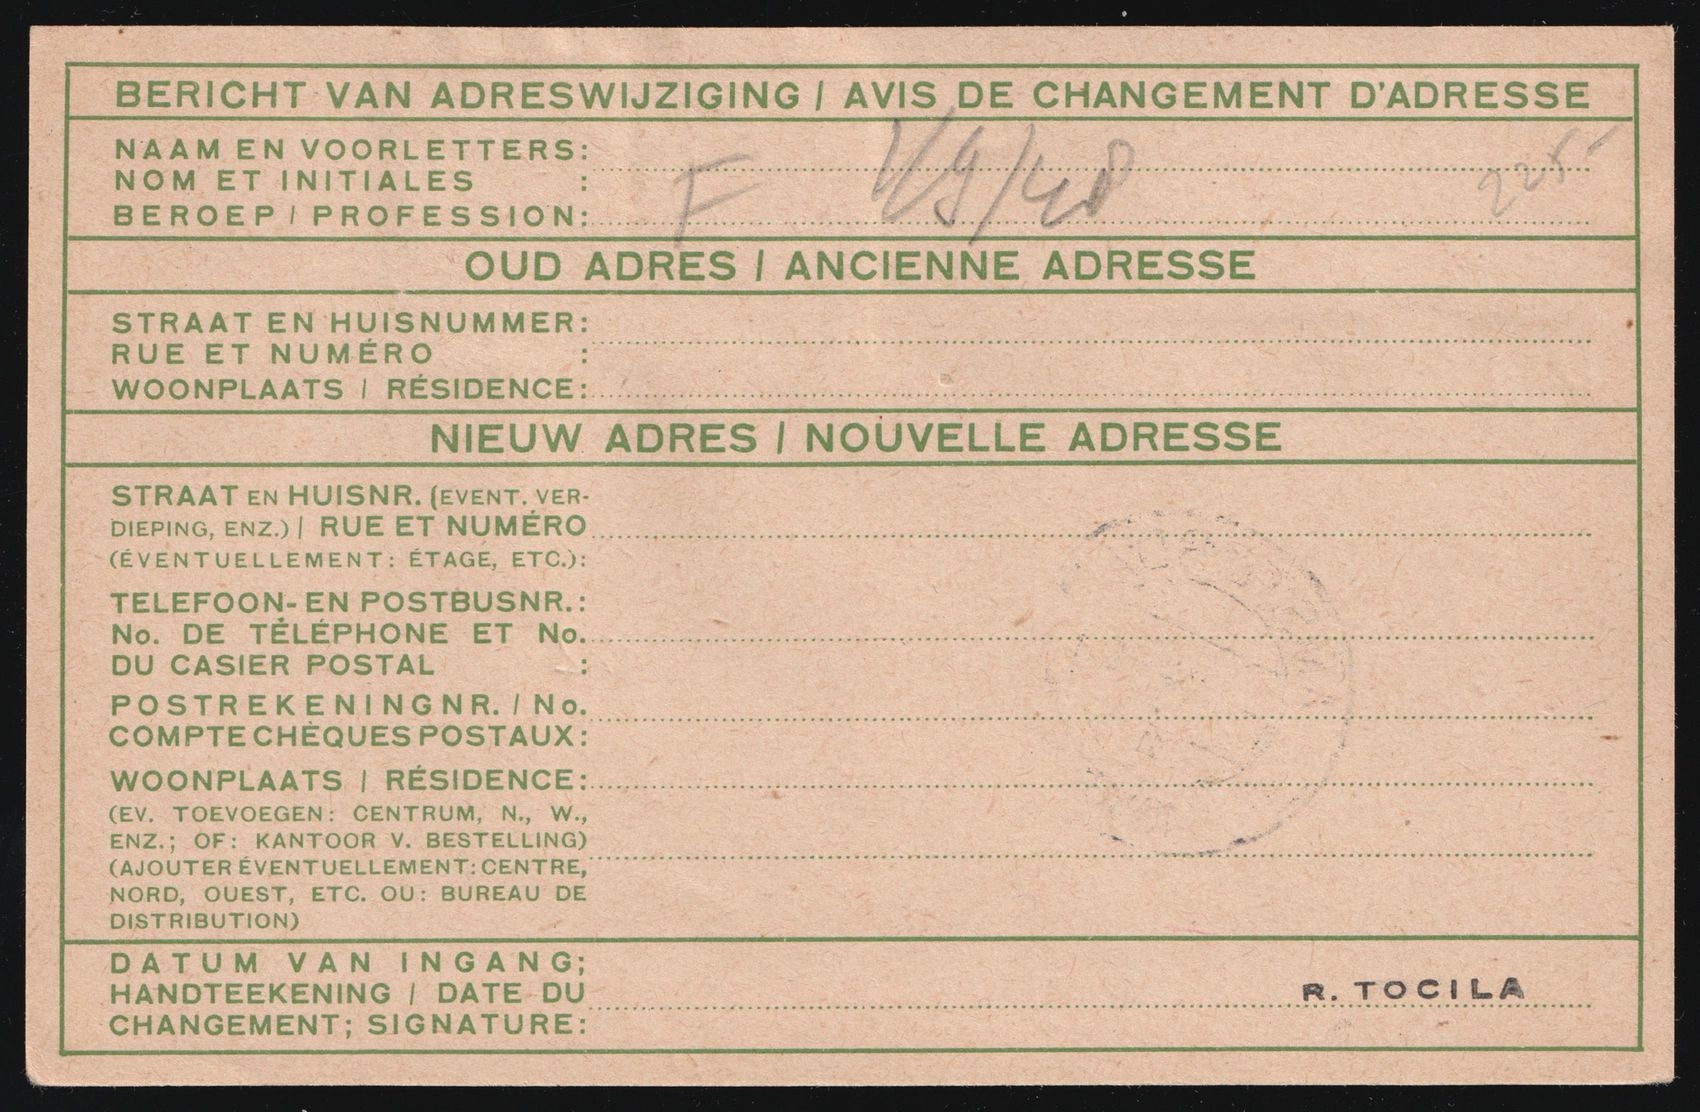 BERICHT VAN ADRESWIJZIGING / AVIS DE CHANGEMENT D'ADRESSE
NAAM EN VOORLETTERS:
NOM ET INITIALES :
BEROEP / PROFESSION:
F
OUD ADRES / ANCIENNE ADRESSE
STRAAT EN HUISNUMMER:
RUE ET NUMÉRO :
WOONPLAATS / RÉSIDENCE:
NIEUW ADRES / NOUVELLE ADRESSE
STRAAT EN HUISNR. (EVENT. VER-
DIEPING, ENZ.) / RUE ET NUMÉRO
(ÉVENTUELLEMENT: ÉTAGE, ETC.):
TELEFOON- EN POSTBUSNR.:
No. DE TÉLÉPHONE ET No.
DU CASIER POSTAL :
POSTREKENINGNR. / No.
COMPTE CHÈQUES POSTAUX:
WOONPLAATS / RÉSIDENCE:
(EV. TOEVOEGEN: CENTRUM, N., W.,
ENZ.; OF: KANTOOR V. BESTELLING)
(AJOUTER ÉVENTUELLEMENT: CENTRE,
NORD, OUEST, ETC. OU: BUREAU DE
DISTRIBUTION)
DATUM VAN INGANG;
HANDTEEKENING / DATE DU
CHANGEMENT; SIGNATURE:
R. TOCILA